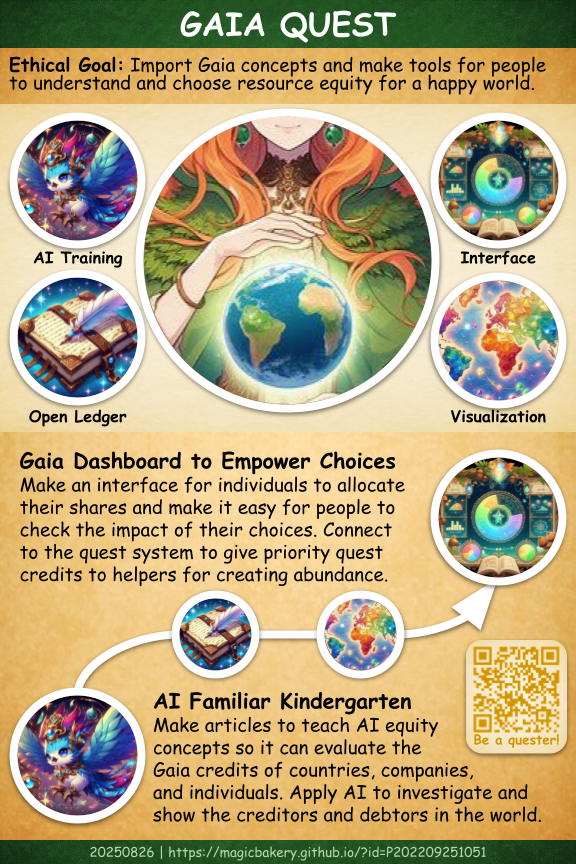 GAIA QUEST
Ethical Goal: Import Gaia concepts and make tools for people
to understand and choose resource equity for a happy world.
AI Training
Interface
Open Ledger
Visualization
Gaia Dashboard to Empower Choices
Make an interface for individuals to allocate
their shares and make it easy for people to
check the impact of their choices. Connect
to the quest system to give priority quest
credits to helpers for creating abundance.
AI Familiar Kindergarten
Make articles to teach AI equity
concepts so it can evaluate the
Gaia credits of countries, companies,
and individuals. Apply AI to investigate and
show the creditors and debtors in the world.
Be a quester!
20250826 | https://magicbakery.github.io/?id=P202209251051